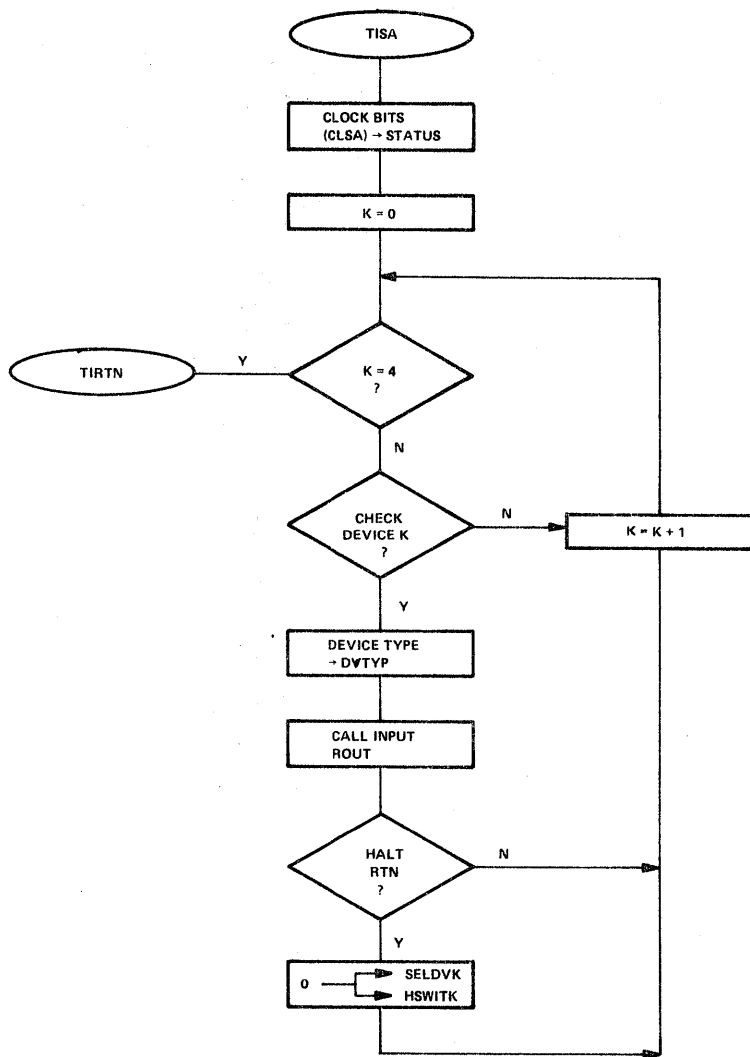 TISA
CLOCK BITS
(CLSA) → STATUS
K = 0
TIRTN
Y
K = 4
?
N
CHECK
DEVICE K
?
N
K = K + 1
Y
DEVICE TYPE
→ DVTYP
CALL INPUT
ROUT
HALT
RTN
?
N
Y
0
SELDVK
HSWITK